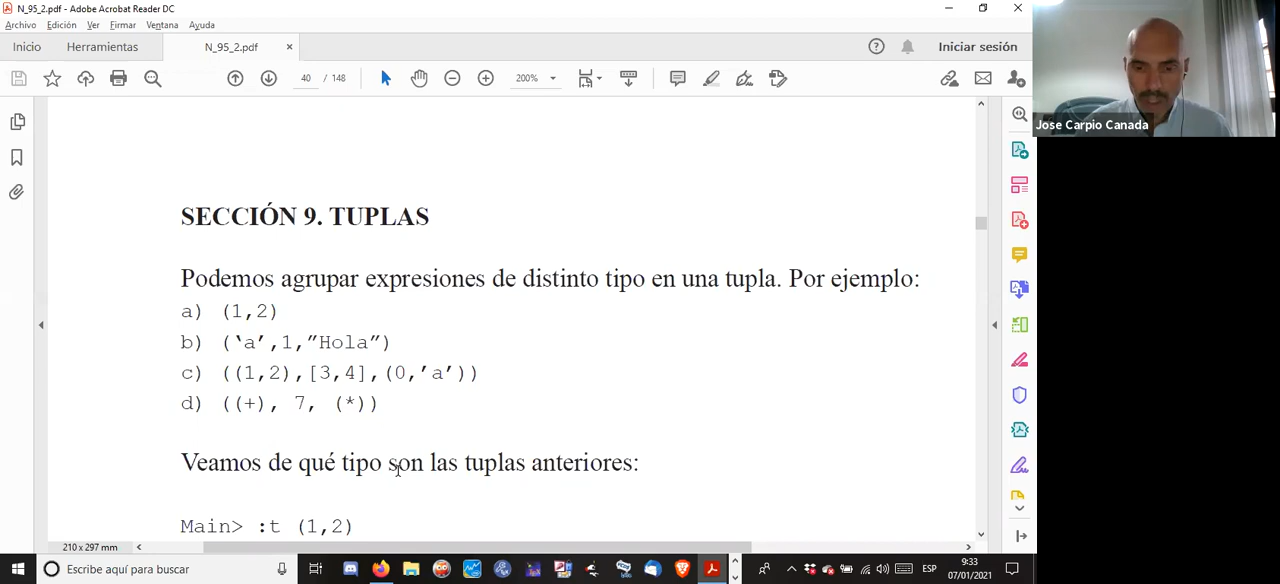 N_95_2.pdf - Adobe Acrobat Reader DC
Archivo Edición Ver Firmar Ventana Ayuda
Inicio Herramientas N_95_2.pdf × Iniciar sesión
40 / 148 200%
Jose Carpio Canada
SECCIÓN 9. TUPLAS
Podemos agrupar expresiones de distinto tipo en una tupla. Por ejemplo:
a) (1,2)
b) (‘a’,1,”Hola”)
c) ((1,2),[3,4],(0,’a’))
d) ((+), 7, (*))
Veamos de qué tipo son las tuplas anteriores:
Main> :t (1,2)
210 x 297 mm
Escribe aquí para buscar
ESP
9:33
07/01/2021